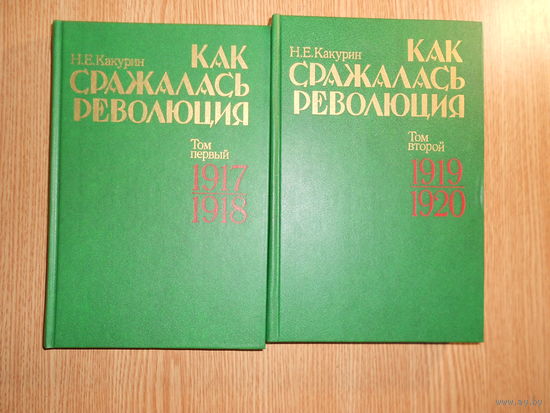 Н.Е.Какурин
КАК
СРАЖАЛАСЬ
РЕВОЛЮЦИЯ
Том
первый
1917
1918
Н.Е.Какурин
КАК
СРАЖАЛАСЬ
РЕВОЛЮЦИЯ
Том
второй
1919
1920